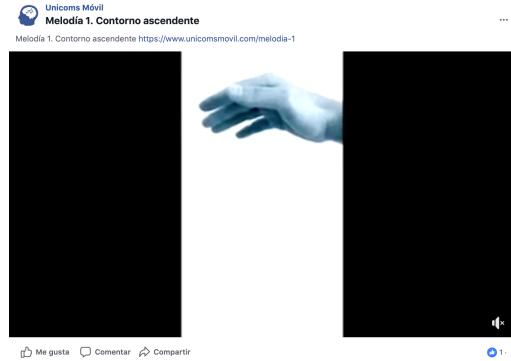 Unicoms Móvil
Melodía 1. Contorno ascendente
Melodía 1. Contorno ascendente https://www.unicomsmovil.com/melodia-1
Me gusta Comentar Compartir 1